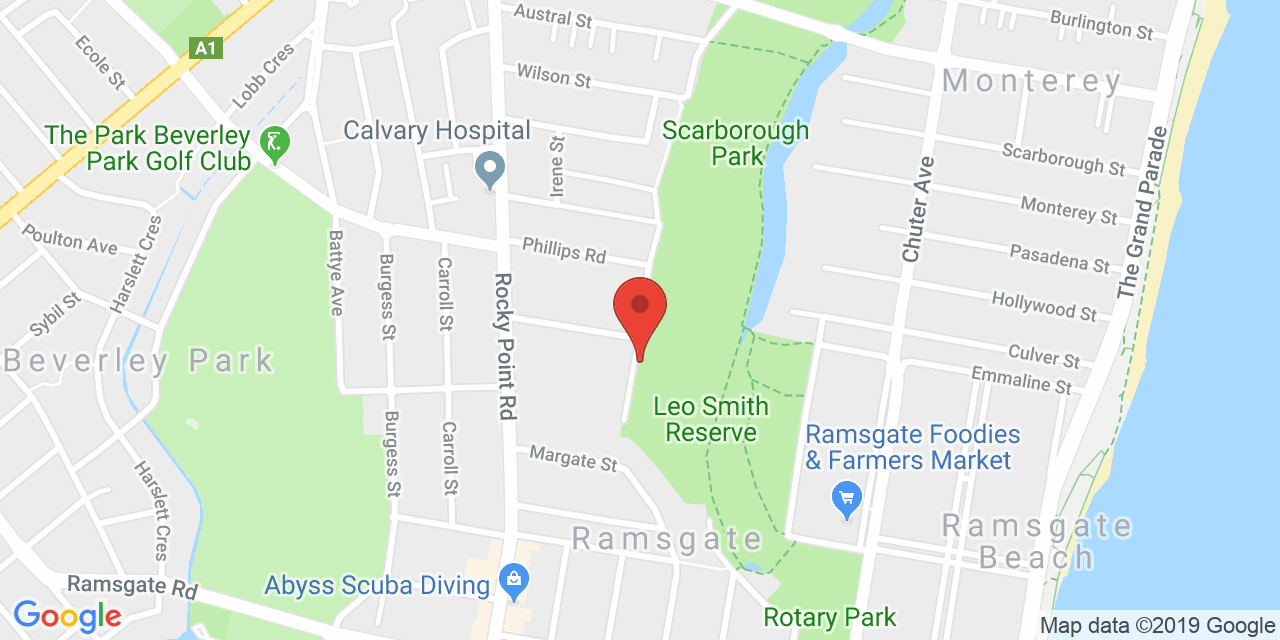 Austral St
Burlington St
Ecole St
A1
Lobb Cres
Wilson St
Monterey
The Park Beverley
Park Golf Club
Calvary Hospital
Scarborough
Park
Irene St
Scarborough St
Chuter Ave
The Grand Parade
Monterey St
Poulton Ave
Harslett Cres
Phillips Rd
Pasadena St
Battye Ave
Burgess St
Carroll St
Rocky Point Rd
Hollywood St
Sybil St
Beverley Park
Culver St
Emmaline St
Leo Smith
Reserve
Burgess St
Carroll St
Ramsgate Foodies
& Farmers Market
Margate St
Harslett Cres
Ramsgate
Ramsgate
Beach
Ramsgate Rd
Abyss Scuba Diving
Rotary Park
Google
Map data ©2019 Google